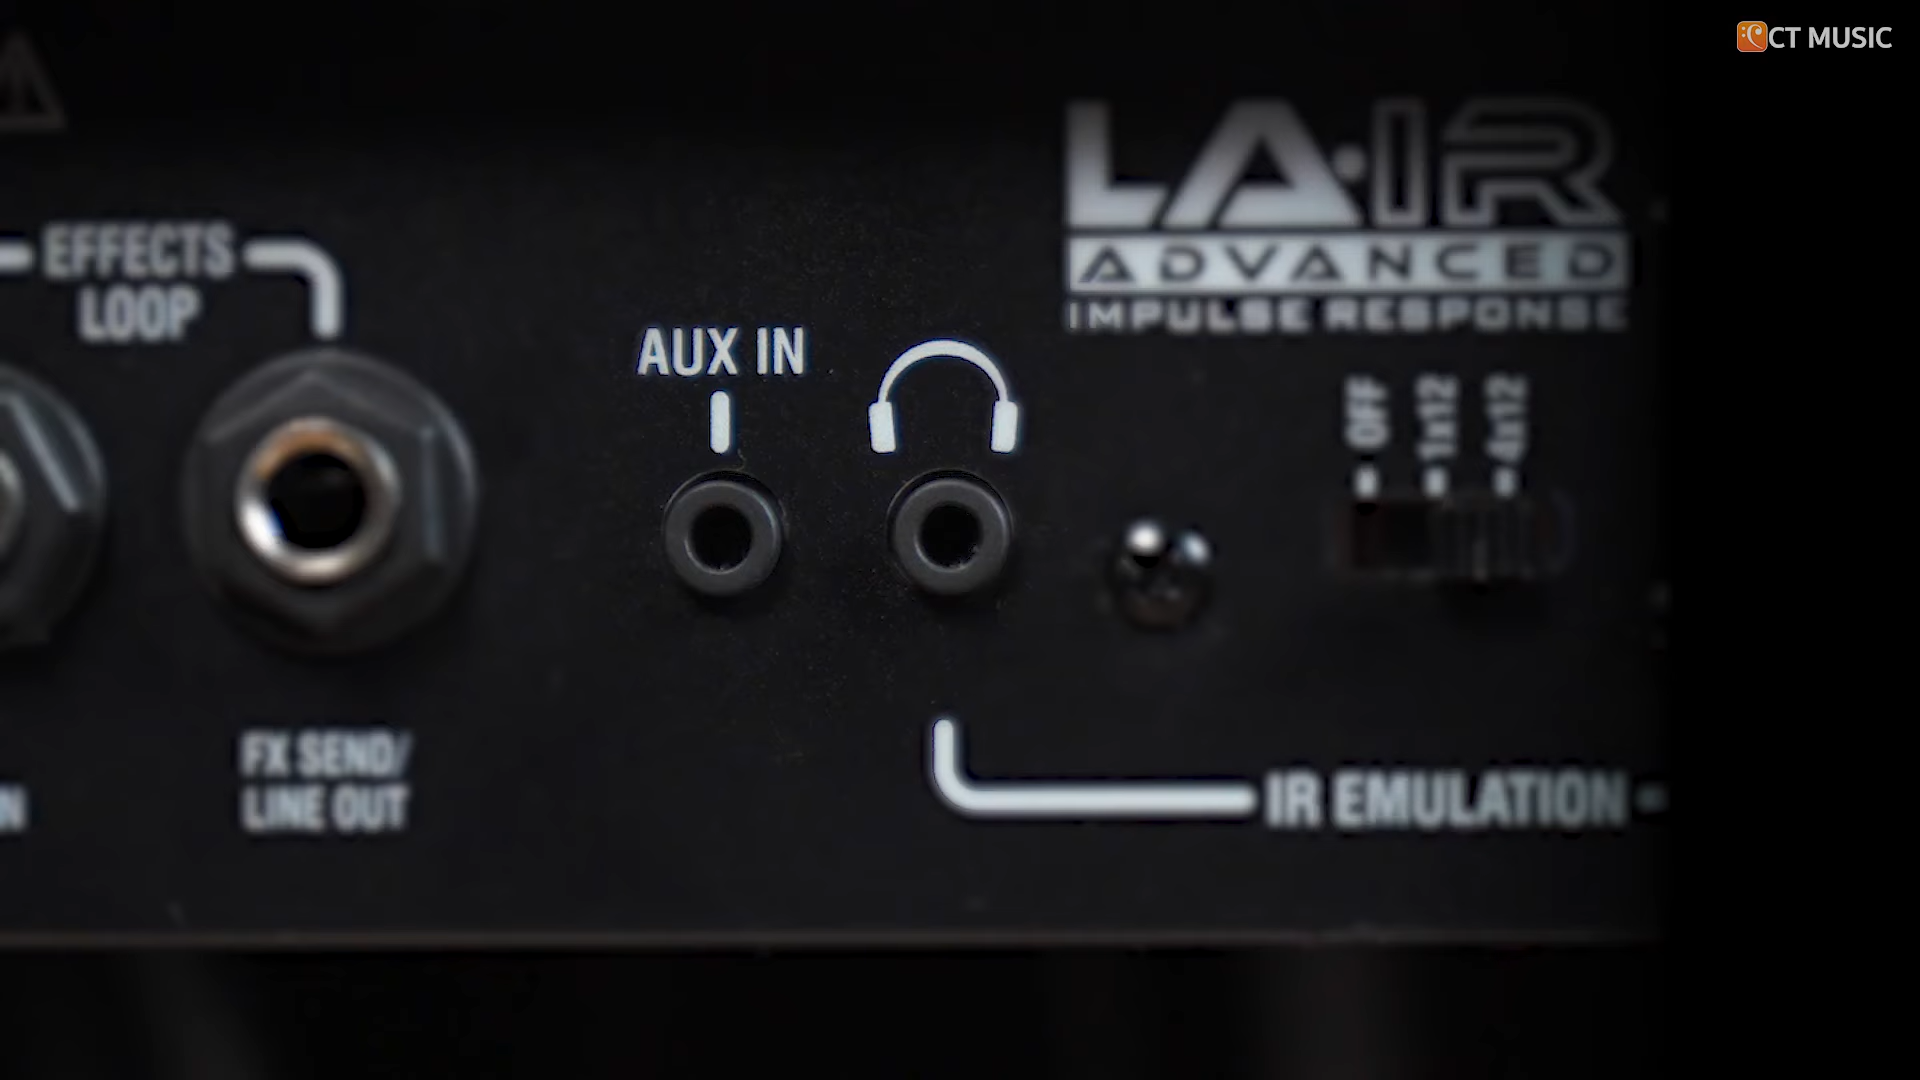 CT MUSIC
LA·IR
ADVANCED
IMPULSE RESPONSE
EFFECTS
LOOP
AUX IN
OFF
1x12
4x12
FX SEND/
LINE OUT
N
IR EMULATION